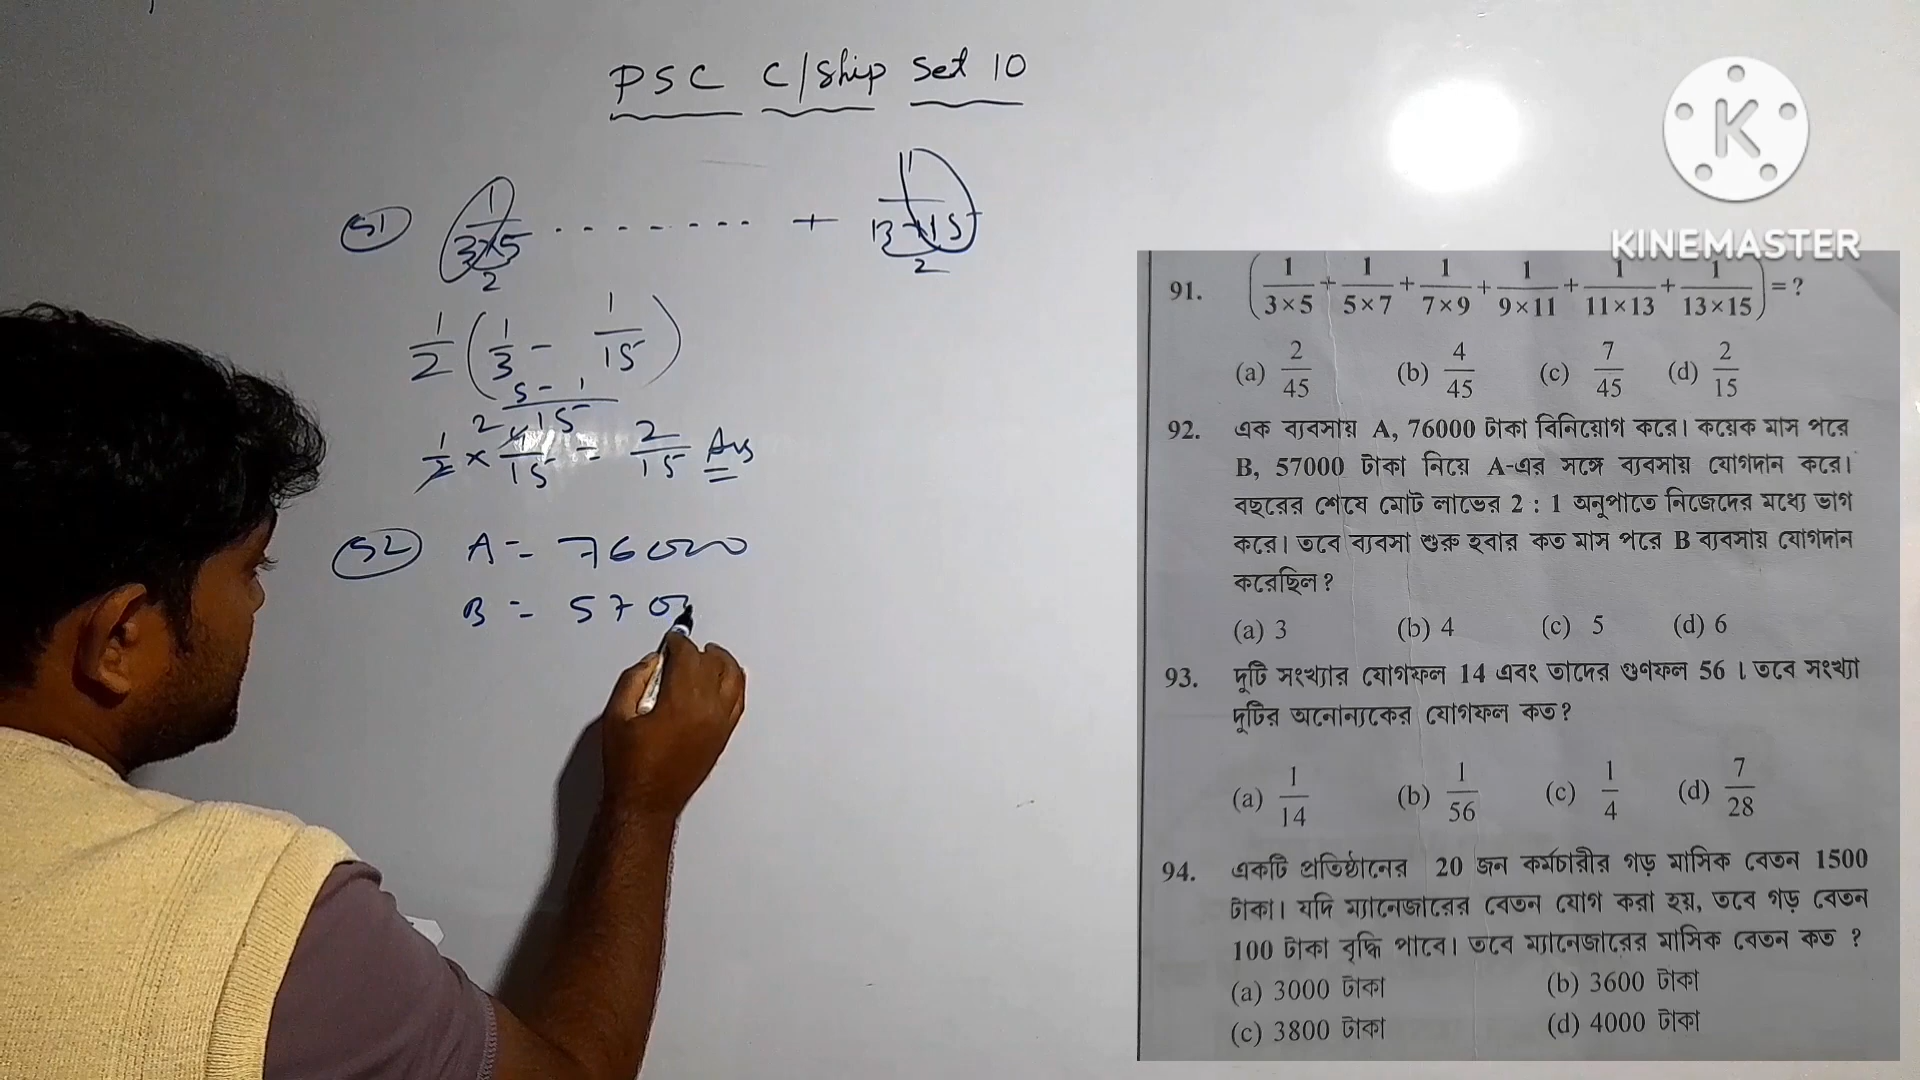 PSC C/Ship Set 10
91 1/3×5 ........ + 1/13×15
2 2
1/2 (1/3 - 1/15)
5-1/15
1/2 × 4/15 = 2/15 Ans
92 A = 76000
B = 570
K
KINEMASTER
91. (1/3×5 + 1/5×7 + 1/7×9 + 1/9×11 + 1/11×13 + 1/13×15) = ?
(a) 2/45 (b) 4/45 (c) 7/45 (d) 2/15
92. এক ব্যবসায় A, 76000 টাকা বিনিয়োগ করে। কয়েক মাস পরে
B, 57000 টাকা নিয়ে A-এর সঙ্গে ব্যবসায় যোগদান করে।
বছরের শেষে মোট লাভের 2 : 1 অনুপাতে নিজেদের মধ্যে ভাগ
করে। তবে ব্যবসা শুরু হবার কত মাস পরে B ব্যবসায় যোগদান
করেছিল?
(a) 3 (b) 4 (c) 5 (d) 6
93. দুটি সংখ্যার যোগফল 14 এবং তাদের গুণফল 56 । তবে সংখ্যা
দুটির অনোন্যকের যোগফল কত?
(a) 1/14 (b) 1/56 (c) 1/4 (d) 7/28
94. একটি প্রতিষ্ঠানের 20 জন কর্মচারীর গড় মাসিক বেতন 1500
টাকা। যদি ম্যানেজারের বেতন যোগ করা হয়, তবে গড় বেতন
100 টাকা বৃদ্ধি পাবে। তবে ম্যানেজারের মাসিক বেতন কত ?
(a) 3000 টাকা (b) 3600 টাকা
(c) 3800 টাকা (d) 4000 টাকা